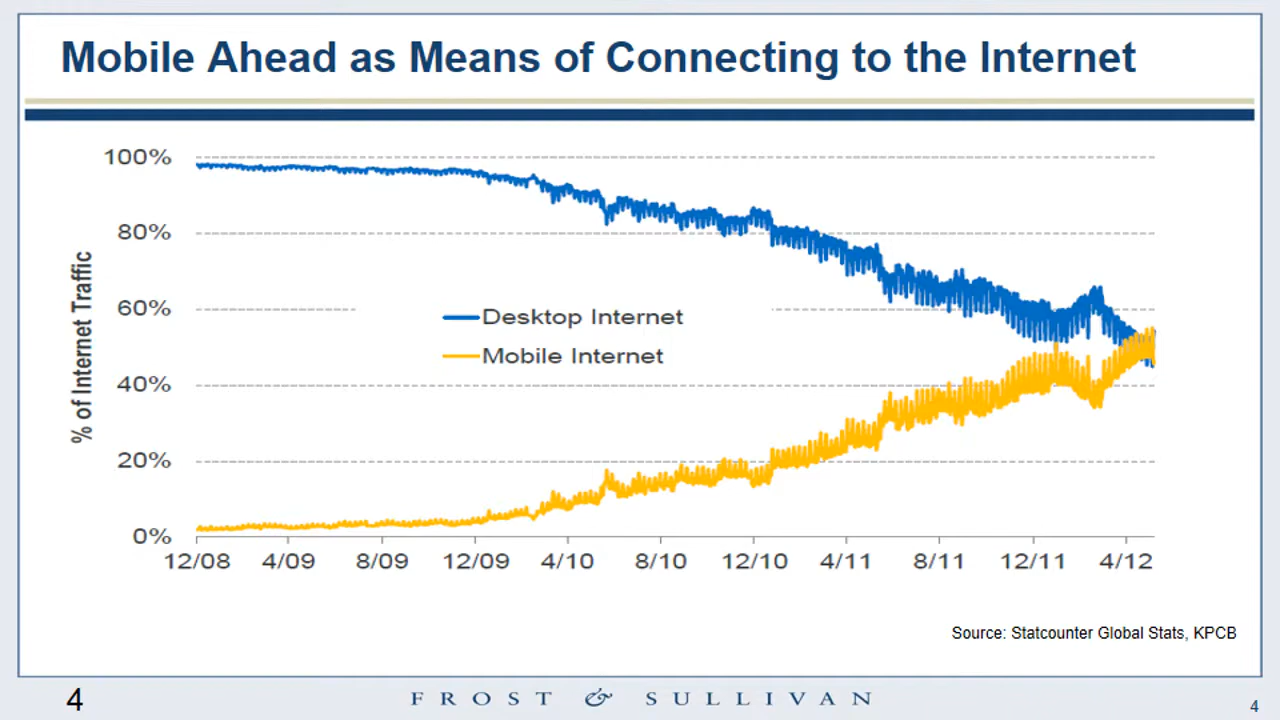 Mobile Ahead as Means of Connecting to the Internet
% of Internet Traffic
100%
80%
60%
40%
20%
0%
Desktop Internet
Mobile Internet
12/08 4/09 8/09 12/09 4/10 8/10 12/10 4/11 8/11 12/11 4/12
Source: Statcounter Global Stats, KPCB
4 FROST & SULLIVAN 4